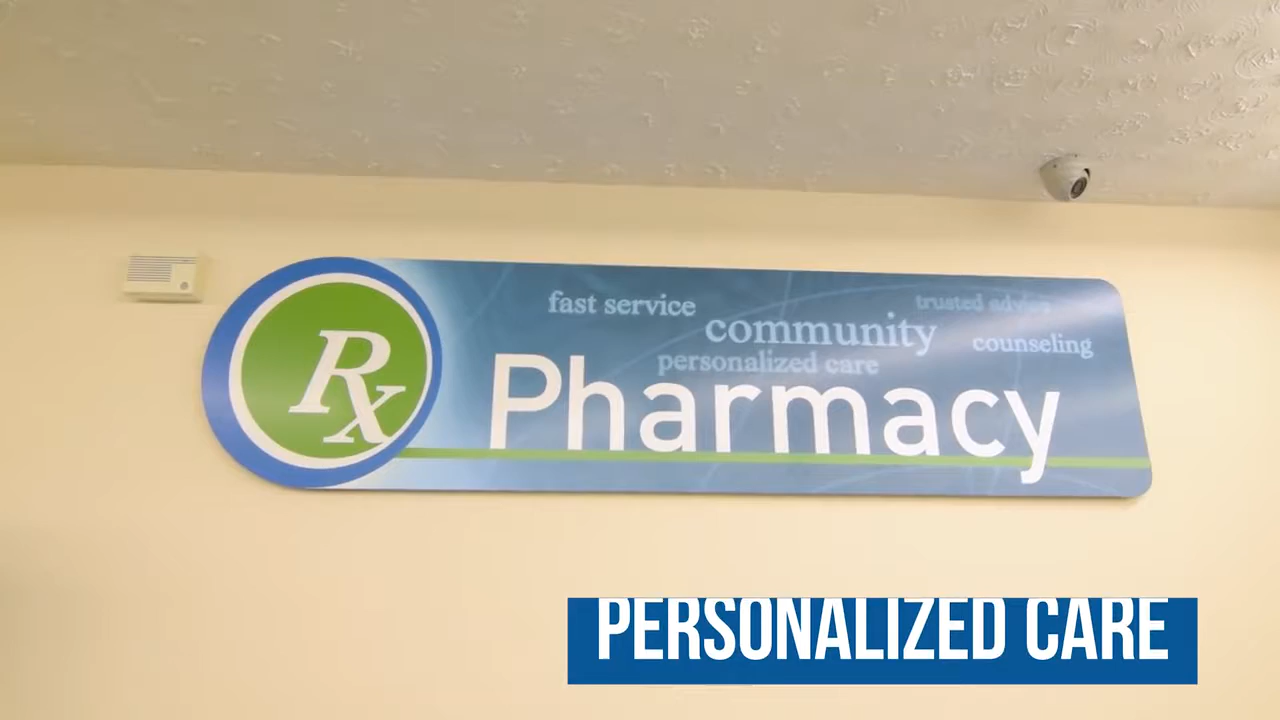 fast service
trusted advice
community
counseling
personalized care
Rx
Pharmacy
PERSONALIZED CARE